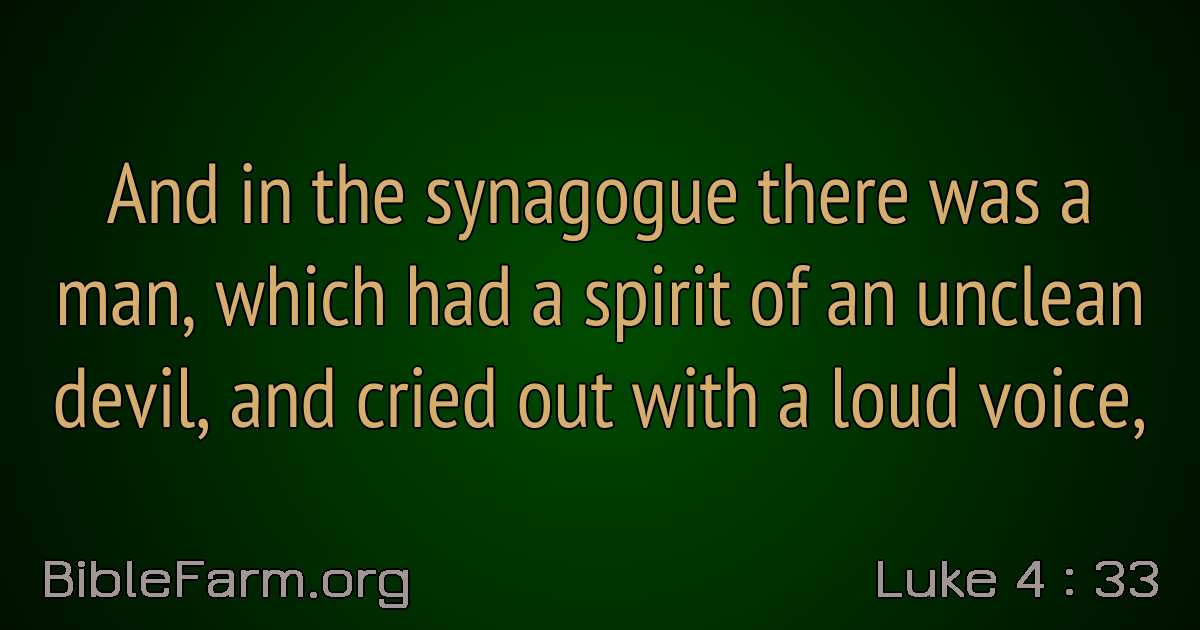 And in the synagogue there was a
man, which had a spirit of an unclean
devil, and cried out with a loud voice,
BibleFarm.org
Luke 4 : 33